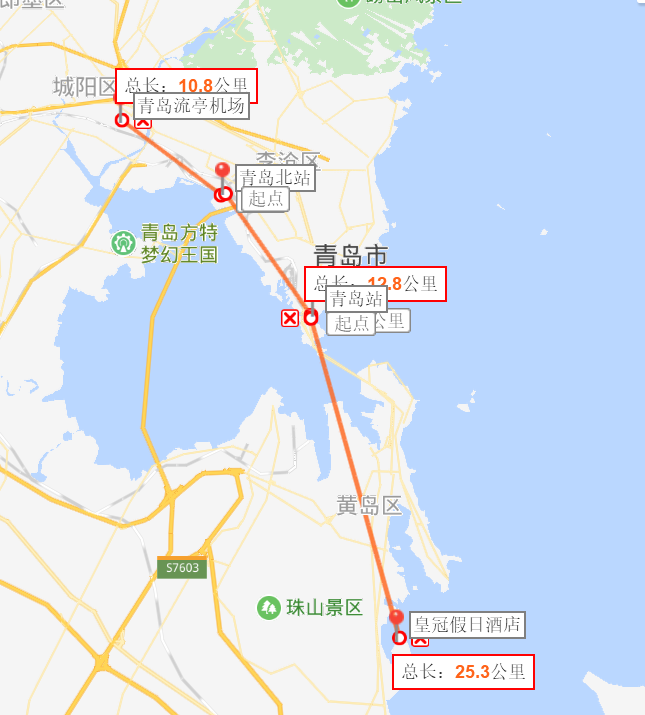 城阳区
总长：10.8公里
青岛流亭机场
李沧区
青岛北站
起点
青岛方特
梦幻王国
青岛市
总长：12.8公里
青岛站
起点
公里
黄岛区
S7603
珠山景区
皇冠假日酒店
总长：25.3公里